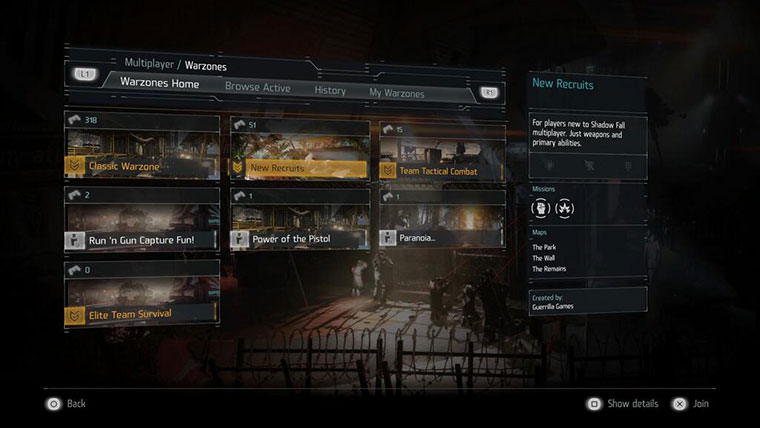 Multiplayer / Warzones
L1
Warzones Home
Browse Active
History
My Warzones
R1
318
Classic Warzone
51
New Recruits
15
Team Tactical Combat
2
Run 'n Gun Capture Fun!
1
Power of the Pistol
1
Paranoia...
0
Elite Team Survival
New Recruits
For players new to Shadow Fall
multiplayer. Just weapons and
primary abilities.
Missions
Maps
The Park
The Wall
The Remains
Created by:
Guerrilla Games
Back
Show details
Join